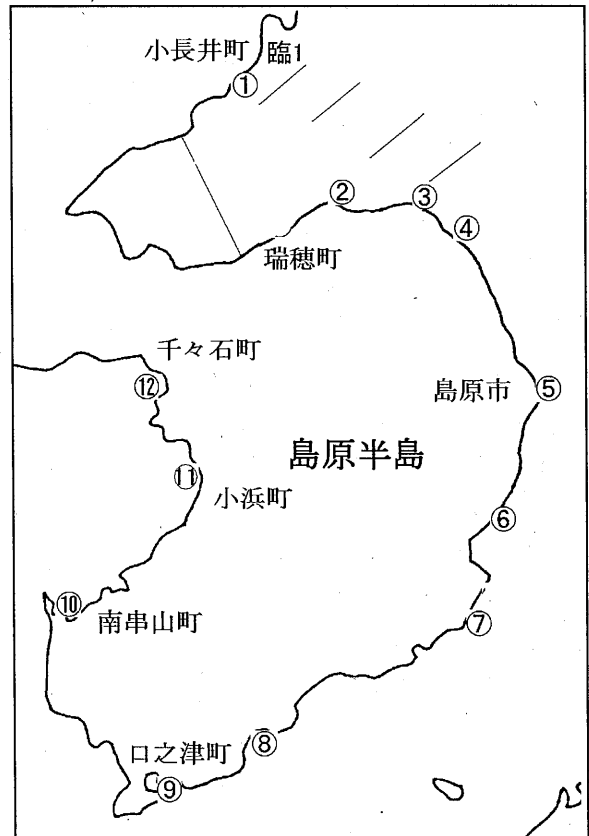 小長井町 臨1
①
②
③
④
瑞穂町
千々石町
⑫
島原市 ⑤
島原半島
⑪
小浜町
⑥
⑩
南串山町
⑦
口之津町 ⑧
⑨